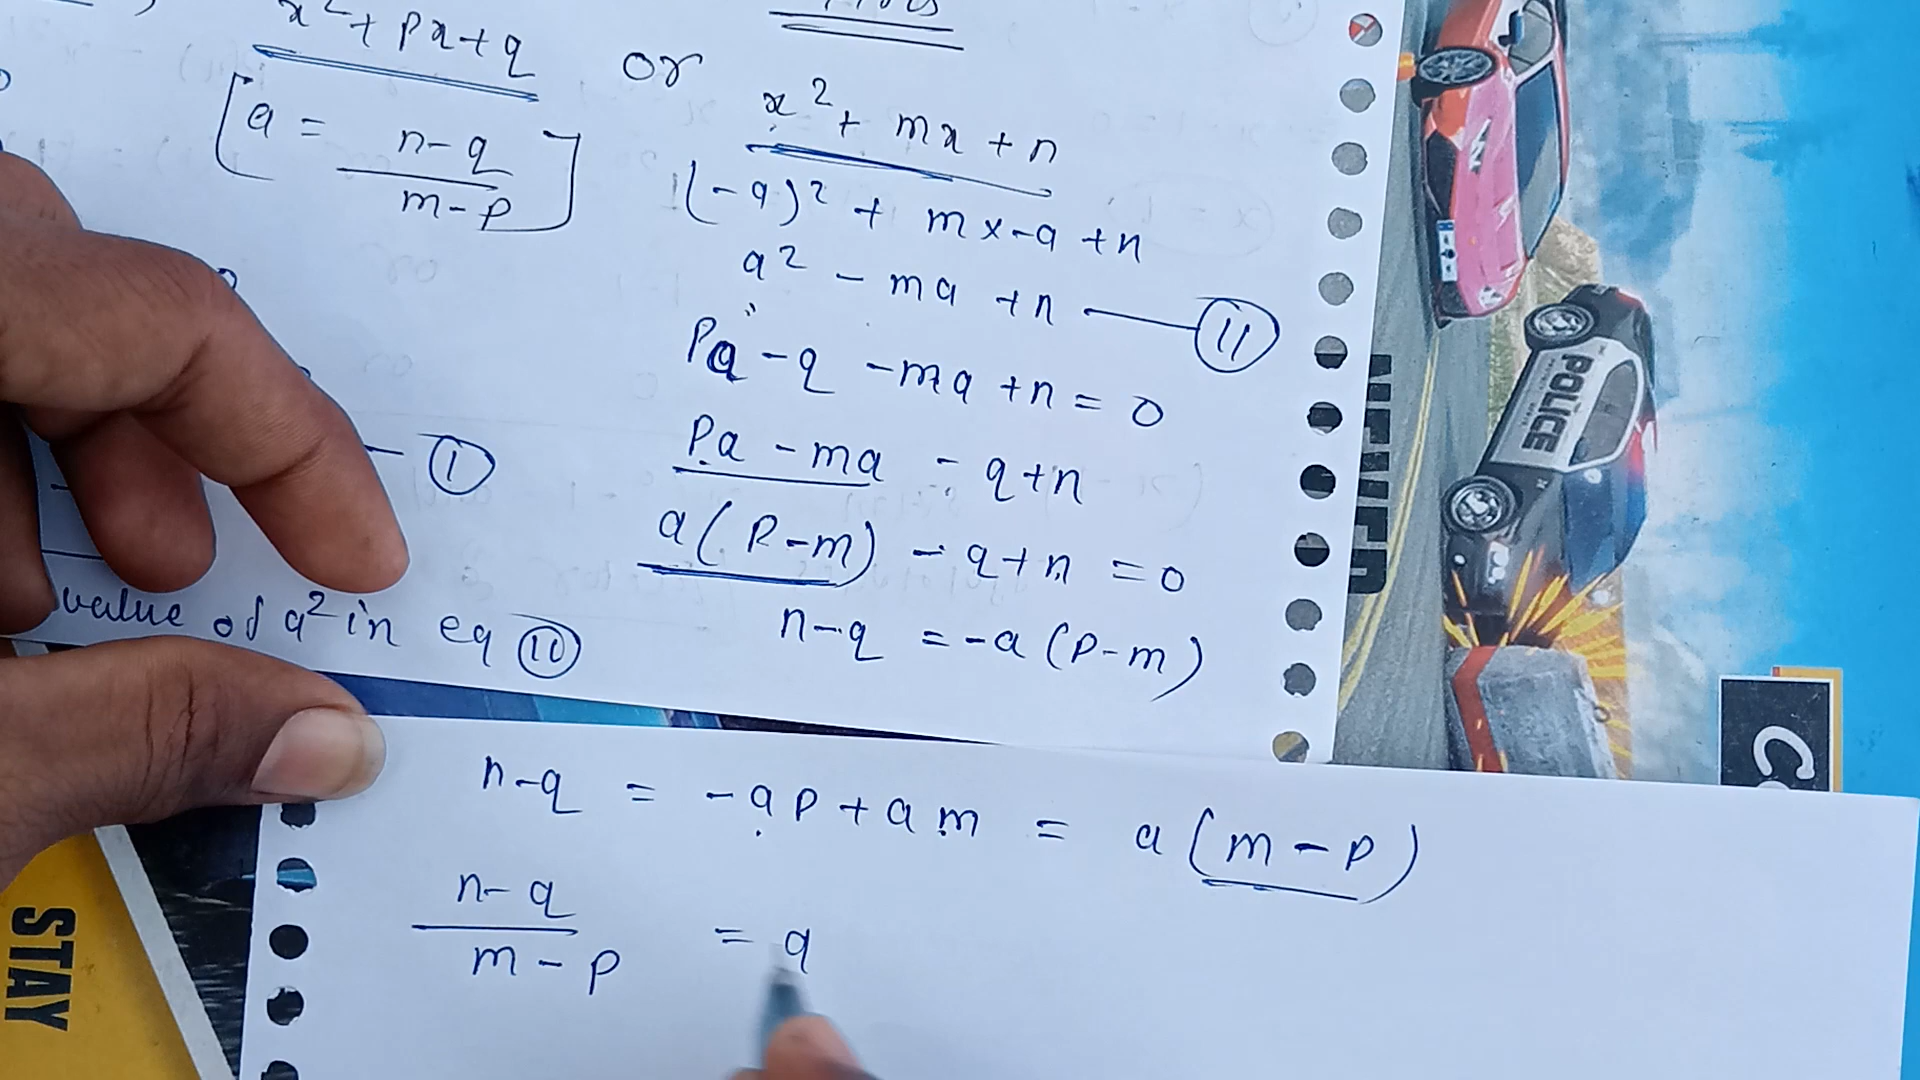 x² + px + q
or
x² + mx + n
[a = n-q / m-p]
(-a)² + m x -a + n
a² - ma + n — (11)
Pa - q - ma + n = 0
Pa - ma - q + n
— (1)
a(P-m) - q + n = 0
value of a² in eq (11)
n-q = -a(P-m)
n-q = -ap + am = a(m-p)
n-q / m-p = a
POLICE
STAY